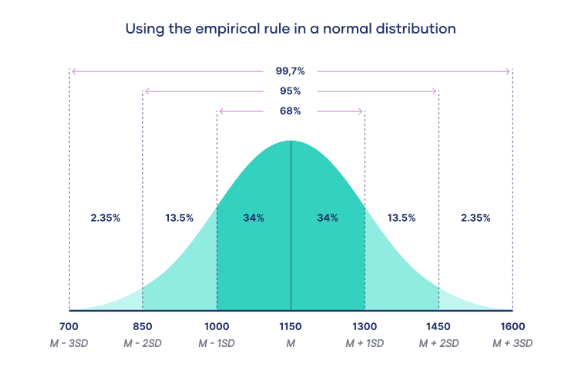 Using the empirical rule in a normal distribution
99,7%
95%
68%
2.35% 13.5% 34% 34% 13.5% 2.35%
700 850 1000 1150 1300 1450 1600
M - 3SD M - 2SD M - 1SD M M + 1SD M + 2SD M + 3SD